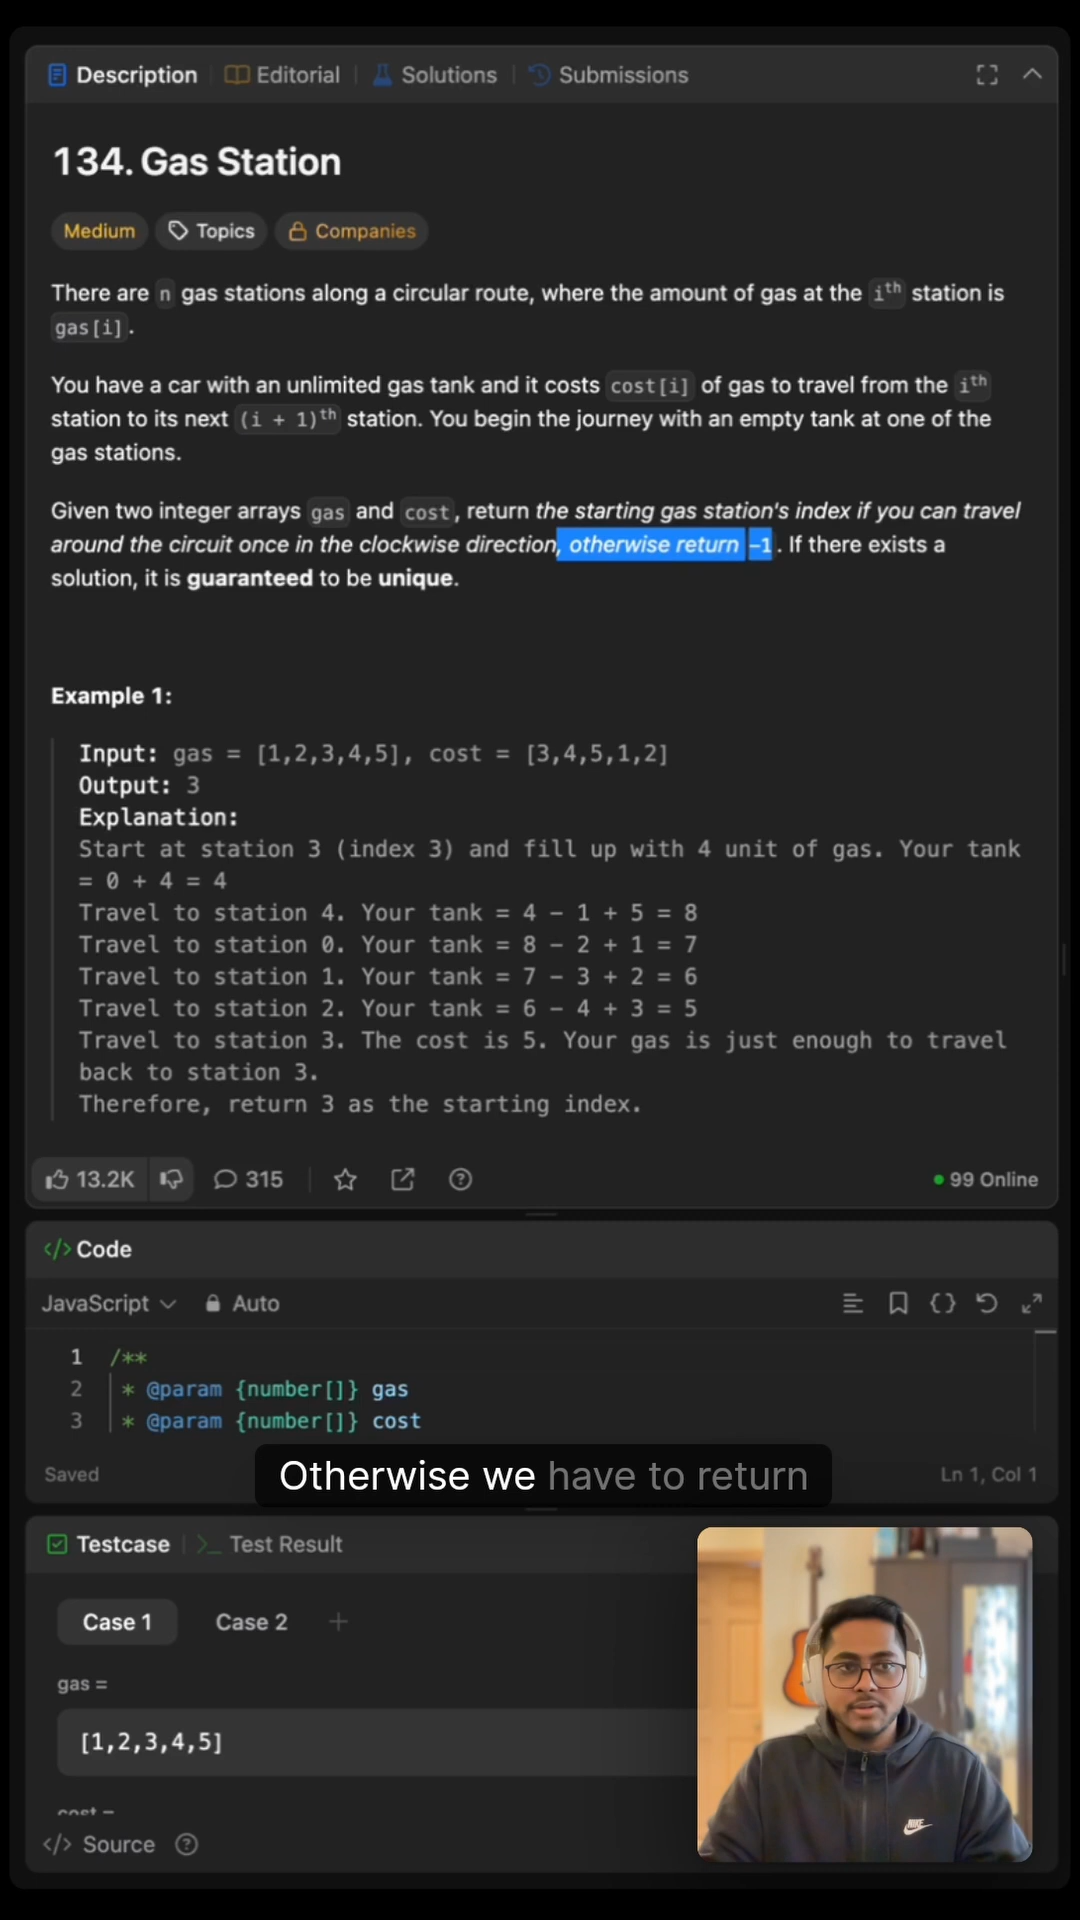 Description Editorial Solutions Submissions
134. Gas Station
Medium Topics Companies
There are n gas stations along a circular route, where the amount of gas at the ith station is
gas[i].
You have a car with an unlimited gas tank and it costs cost[i] of gas to travel from the ith
station to its next (i + 1)th station. You begin the journey with an empty tank at one of the
gas stations.
Given two integer arrays gas and cost, return the starting gas station's index if you can travel
around the circuit once in the clockwise direction, otherwise return -1. If there exists a
solution, it is guaranteed to be unique.
Example 1:
Input: gas = [1,2,3,4,5], cost = [3,4,5,1,2]
Output: 3
Explanation:
Start at station 3 (index 3) and fill up with 4 unit of gas. Your tank
= 0 + 4 = 4
Travel to station 4. Your tank = 4 - 1 + 5 = 8
Travel to station 0. Your tank = 8 - 2 + 1 = 7
Travel to station 1. Your tank = 7 - 3 + 2 = 6
Travel to station 2. Your tank = 6 - 4 + 3 = 5
Travel to station 3. The cost is 5. Your gas is just enough to travel
back to station 3.
Therefore, return 3 as the starting index.
13.2K 315 99 Online
</> Code
JavaScript Auto
1 /**
2 * @param {number[]} gas
3 * @param {number[]} cost
Otherwise we have to return
Saved Ln 1, Col 1
Testcase >_ Test Result
Case 1 Case 2 +
gas =
[1,2,3,4,5]
cost =
</> Source
NIKE